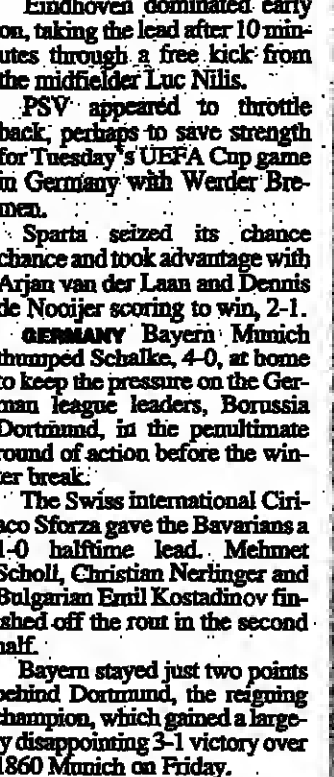 Eindhoven dominated early
on, taking the lead after 10 min-
utes through a free kick from
the midfielder Luc Nilis.
PSV appeared to throttle
back, perhaps to save strength
for Tuesday's UEFA Cup game
in Germany with Werder Bre-
men.
Sparta seized its chance
chance and took advantage with
Arjan van der Laan and Dennis
de Nooijer scoring to win, 2-1.
GERMANY Bayern Munich
thumped Schalke, 4-0, at home
to keep the pressure on the Ger-
man league leaders, Borussia
Dortmund, in the penultimate
round of action before the win-
ter break.
The Swiss international Ciri-
aco Sforza gave the Bavarians a
1-0 halftime lead. Mehmet
Scholl, Christian Nerlinger and
Bulgarian Emil Kostadinov fin-
ished off the rout in the second
half.
Bayern stayed just two points
behind Dortmund, the reigning
champion, which gained a large-
ly disappointing 3-1 victory over
1860 Munich on Friday.